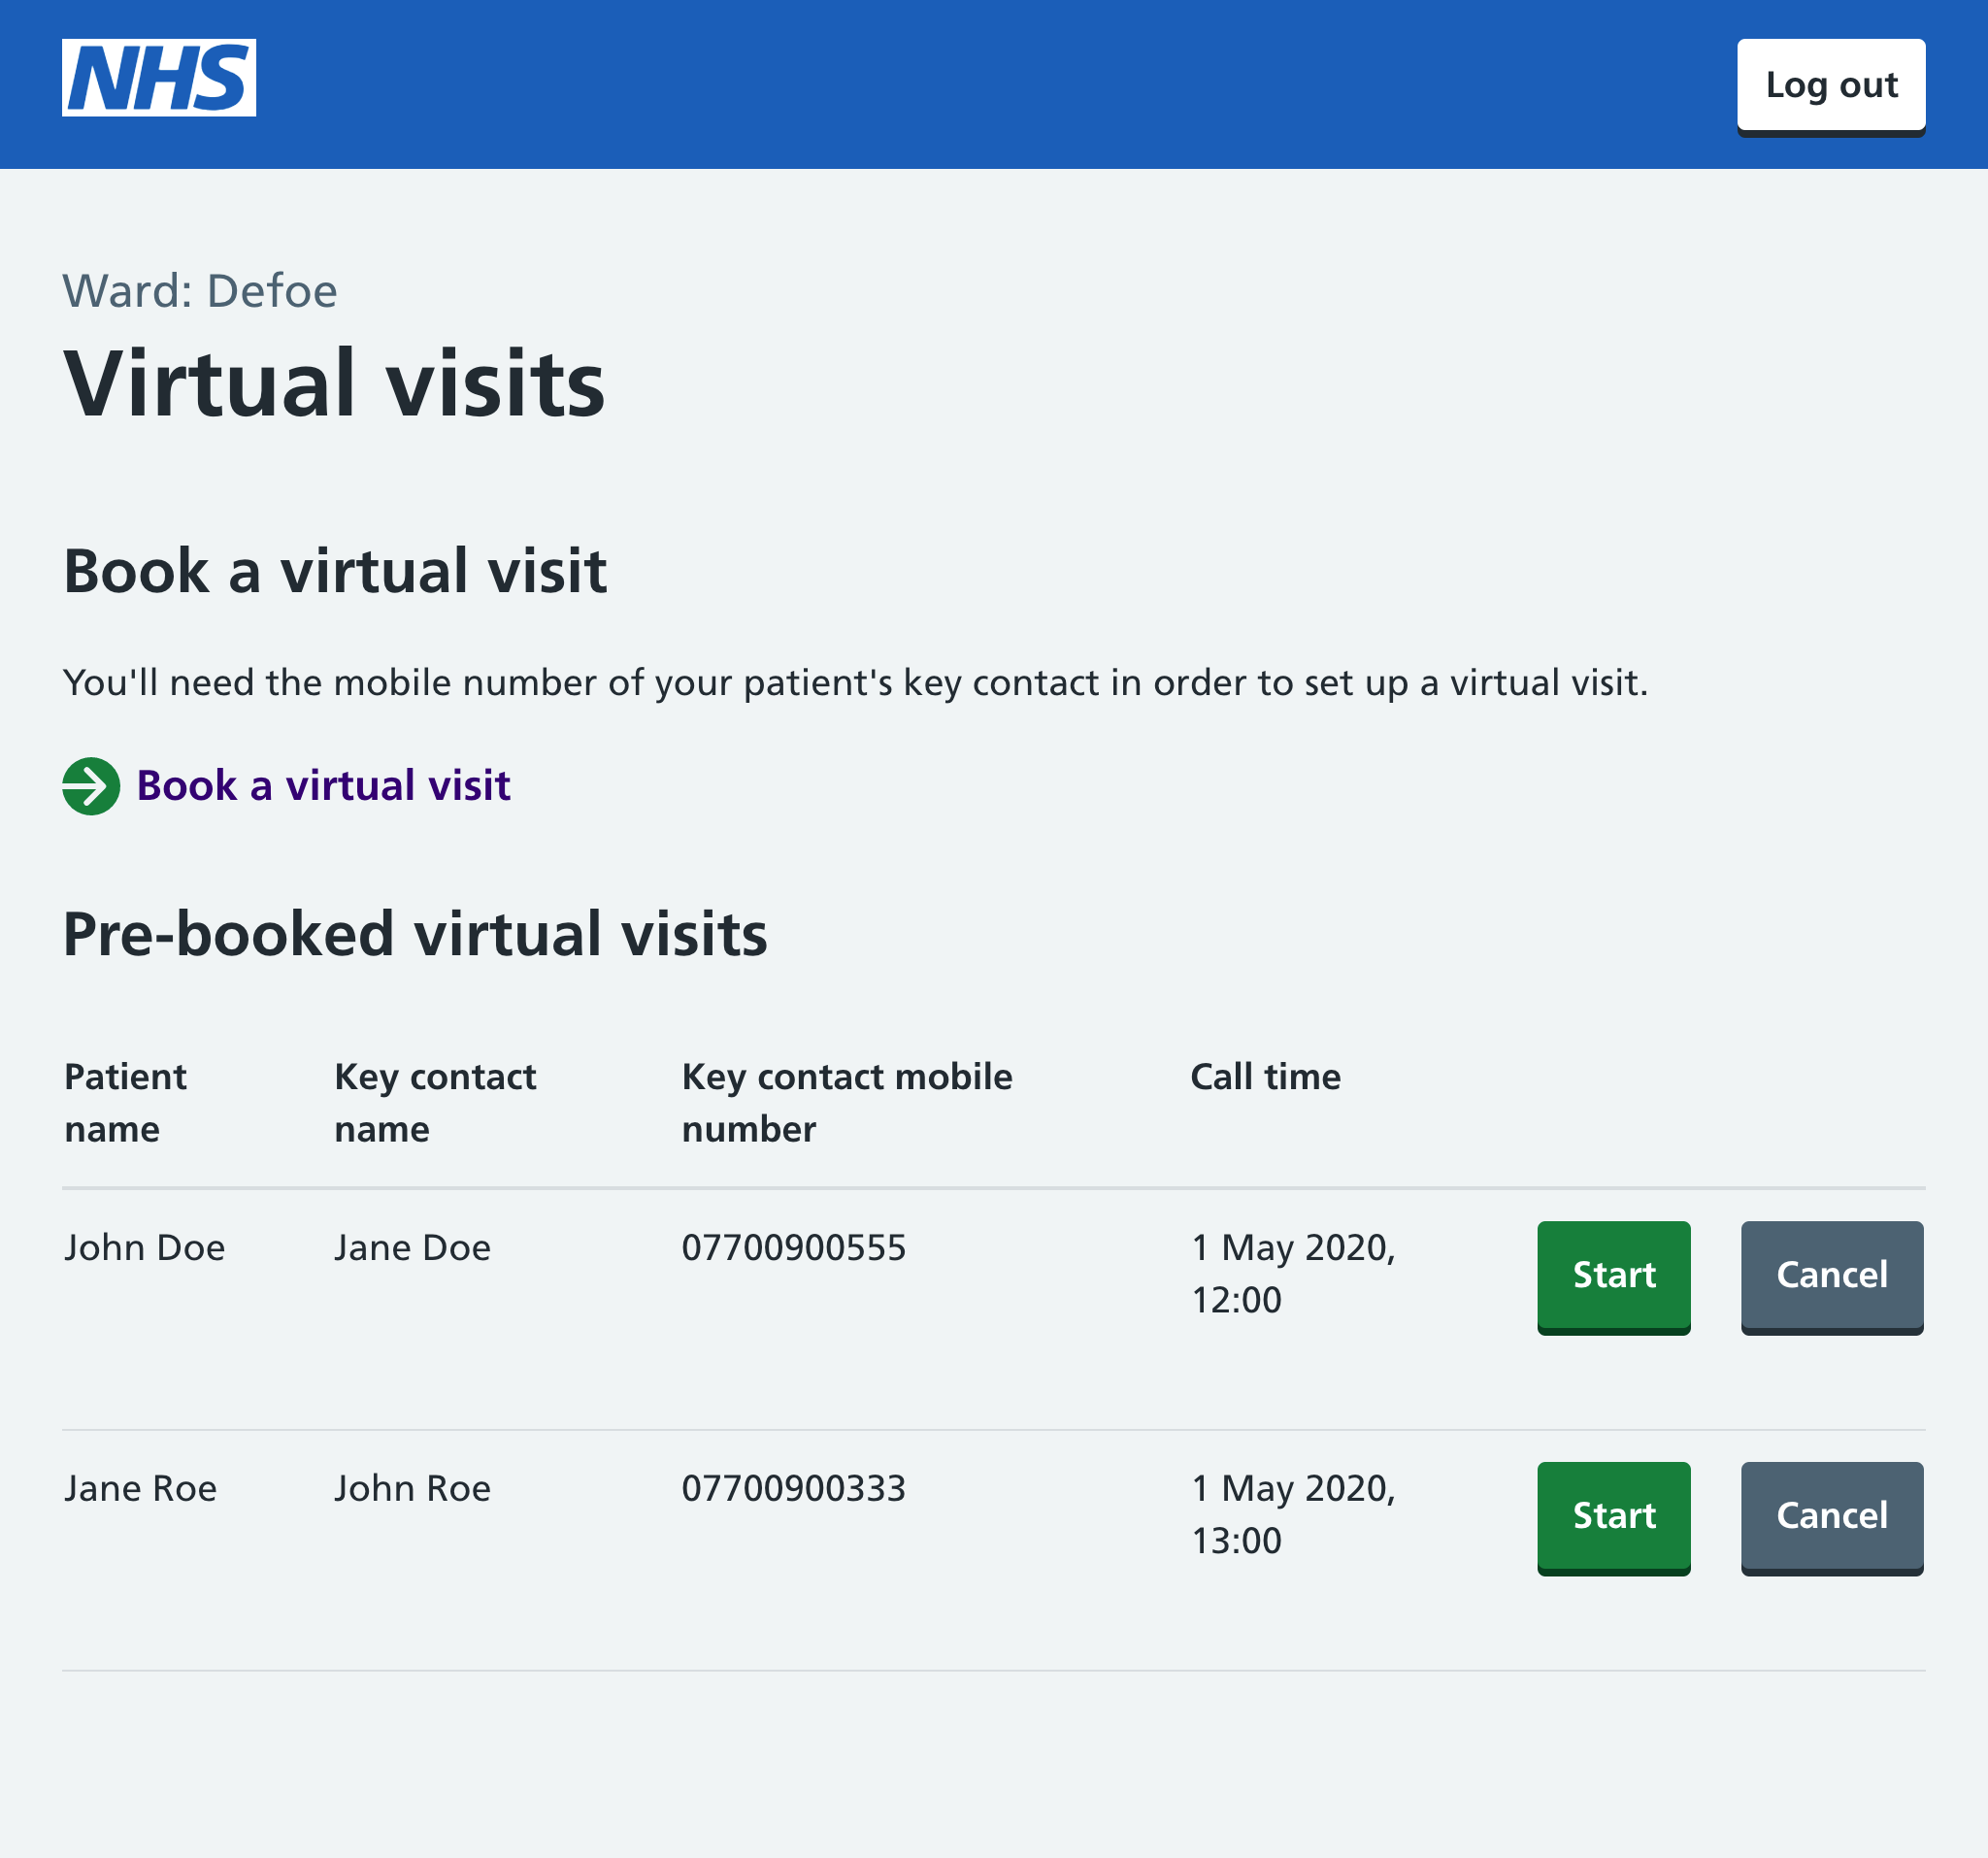 NHS
Log out
Ward: Defoe
Virtual visits
Book a virtual visit
You'll need the mobile number of your patient's key contact in order to set up a virtual visit.
Book a virtual visit
Pre-booked virtual visits
Patient name
Key contact name
Key contact mobile number
Call time
John Doe
Jane Doe
07700900555
1 May 2020,
12:00
Start
Cancel
Jane Roe
John Roe
07700900333
1 May 2020,
13:00
Start
Cancel